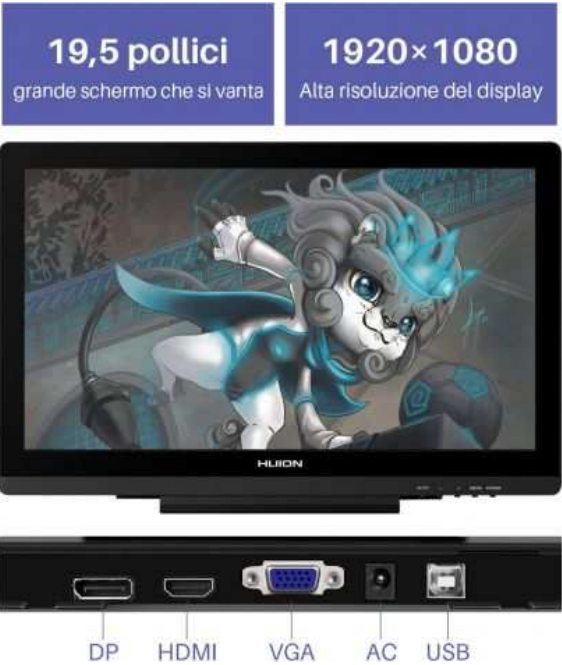 19,5 pollici
grande schermo che si vanta
1920×1080
Alta risoluzione del display
HUION
DP
HDMI
VGA
AC
USB